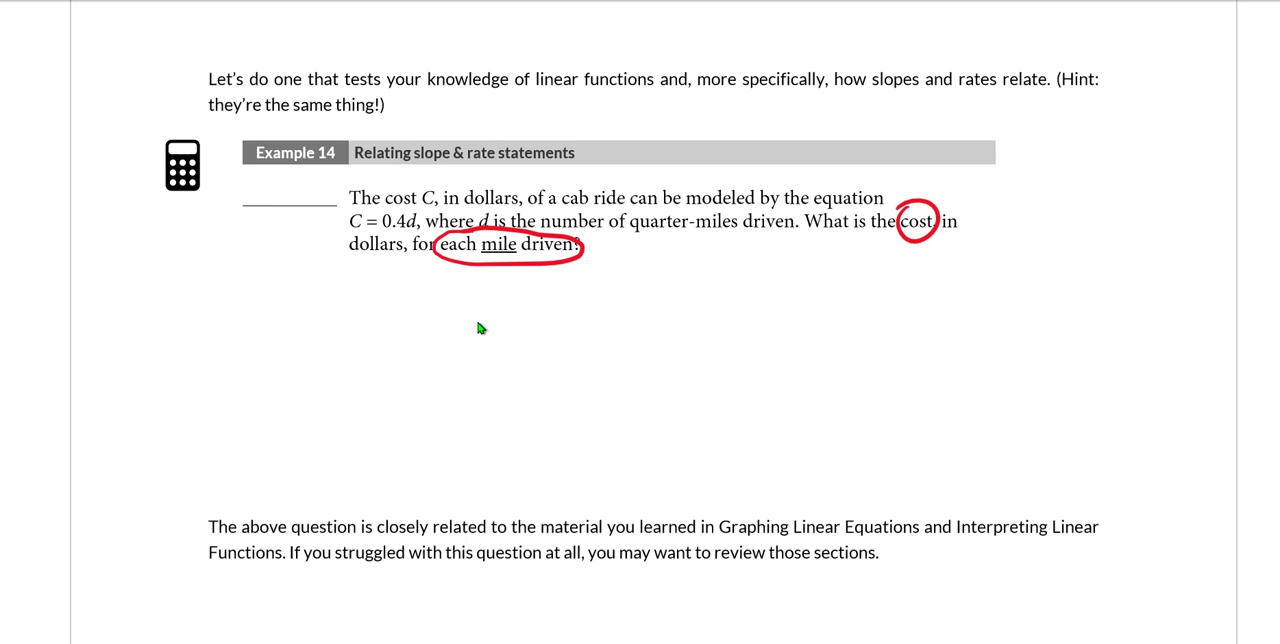 Let’s do one that tests your knowledge of linear functions and, more specifically, how slopes and rates relate. (Hint:
they’re the same thing!)
Example 14 Relating slope & rate statements
The cost C, in dollars, of a cab ride can be modeled by the equation
C = 0.4d, where d is the number of quarter-miles driven. What is the cost, in
dollars, for each mile driven?
The above question is closely related to the material you learned in Graphing Linear Equations and Interpreting Linear
Functions. If you struggled with this question at all, you may want to review those sections.